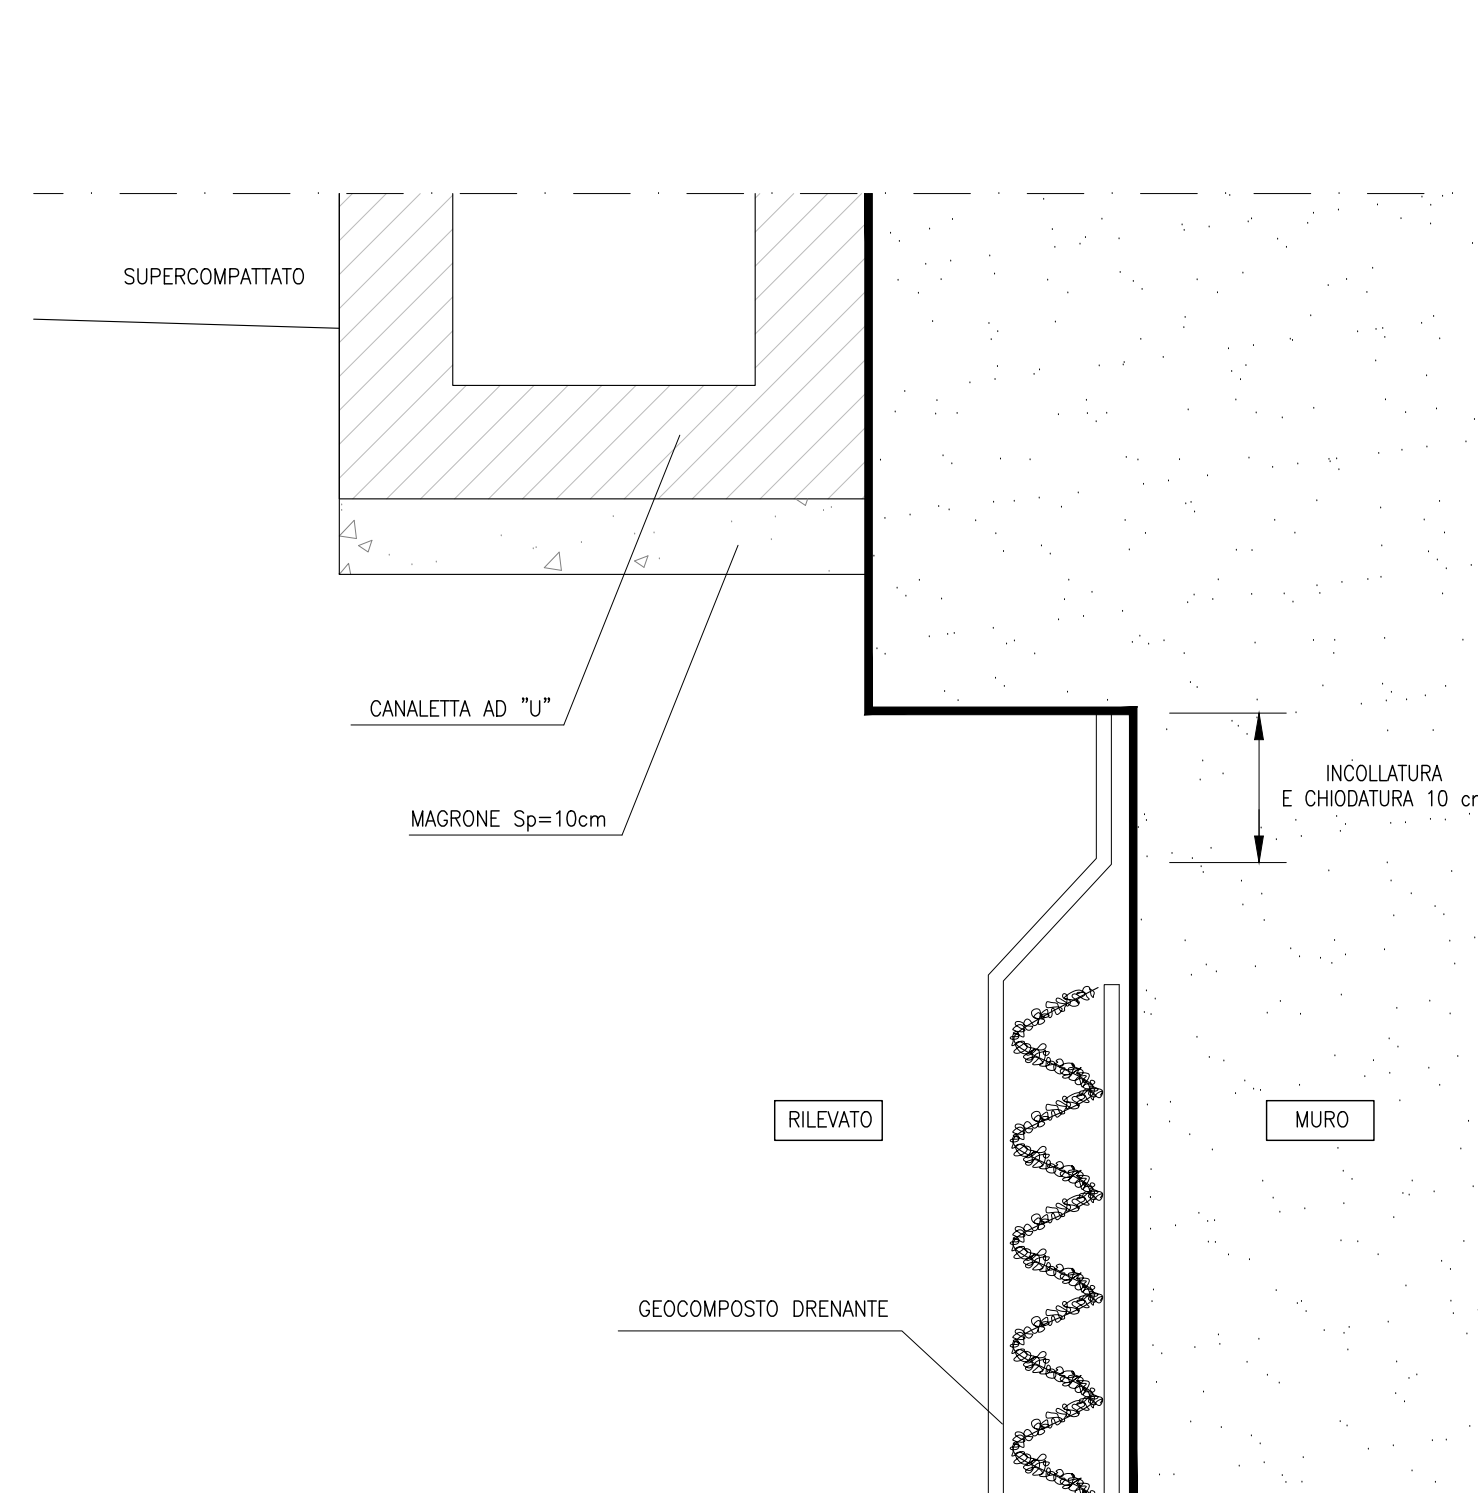 SUPERCOMPATTATO
CANALETTA AD "U"
INCOLLATURA
E CHIODATURA 10
MAGRONE Sp=10cm
RILEVATO
MURO
GEOCOMPOSTO DRENANTE